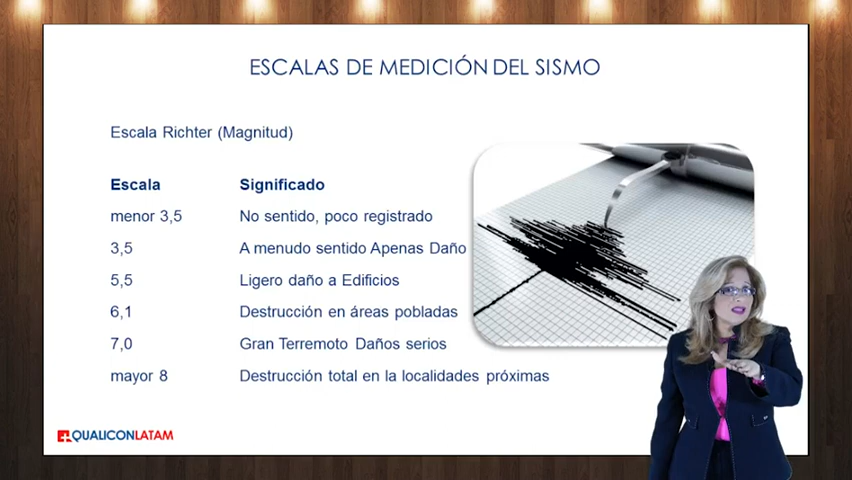 ESCALAS DE MEDICIÓN DEL SISMO
Escala Richter (Magnitud)
Escala Significado
menor 3,5 No sentido, poco registrado
3,5 A menudo sentido Apenas Daño
5,5 Ligero daño a Edificios
6,1 Destrucción en áreas pobladas
7,0 Gran Terremoto Daños serios
mayor 8 Destrucción total en la localidades próximas
QUALICONLATAM